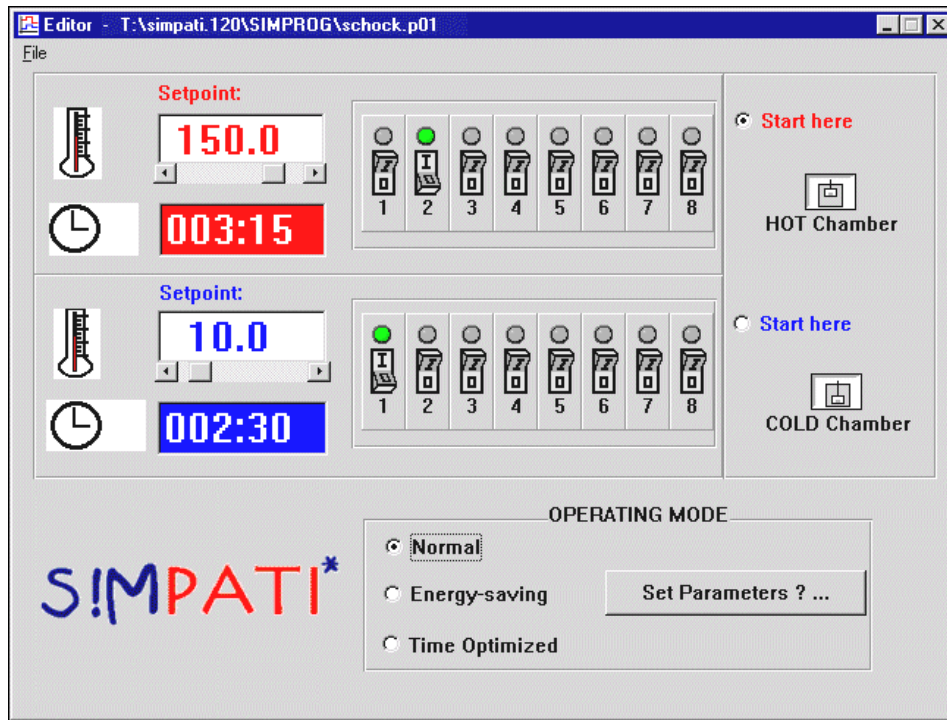 Editor - T:\simpati.120\SIMPROG\schock.p01
File
Setpoint:
150.0
003:15
I
1 2 3 4 5 6 7 8
Start here
HOT Chamber
Setpoint:
10.0
002:30
I
1 2 3 4 5 6 7 8
Start here
COLD Chamber
S!MPATI*
OPERATING MODE
Normal
Energy-saving
Set Parameters ? ...
Time Optimized